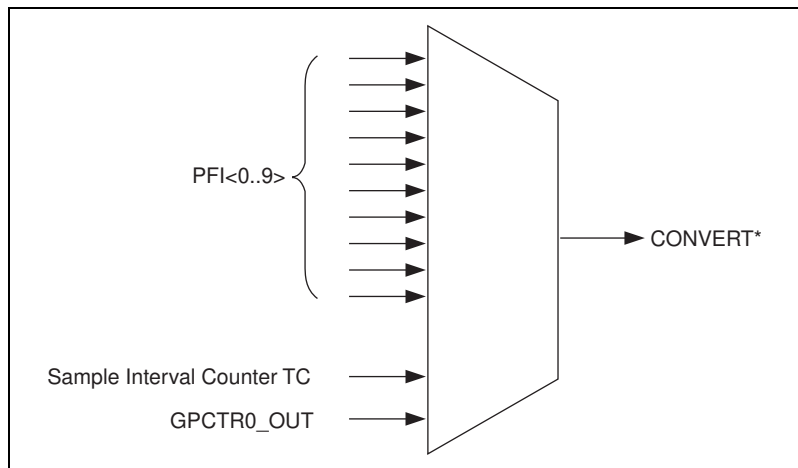 PFI<0..9>
CONVERT*
Sample Interval Counter TC
GPCTR0_OUT